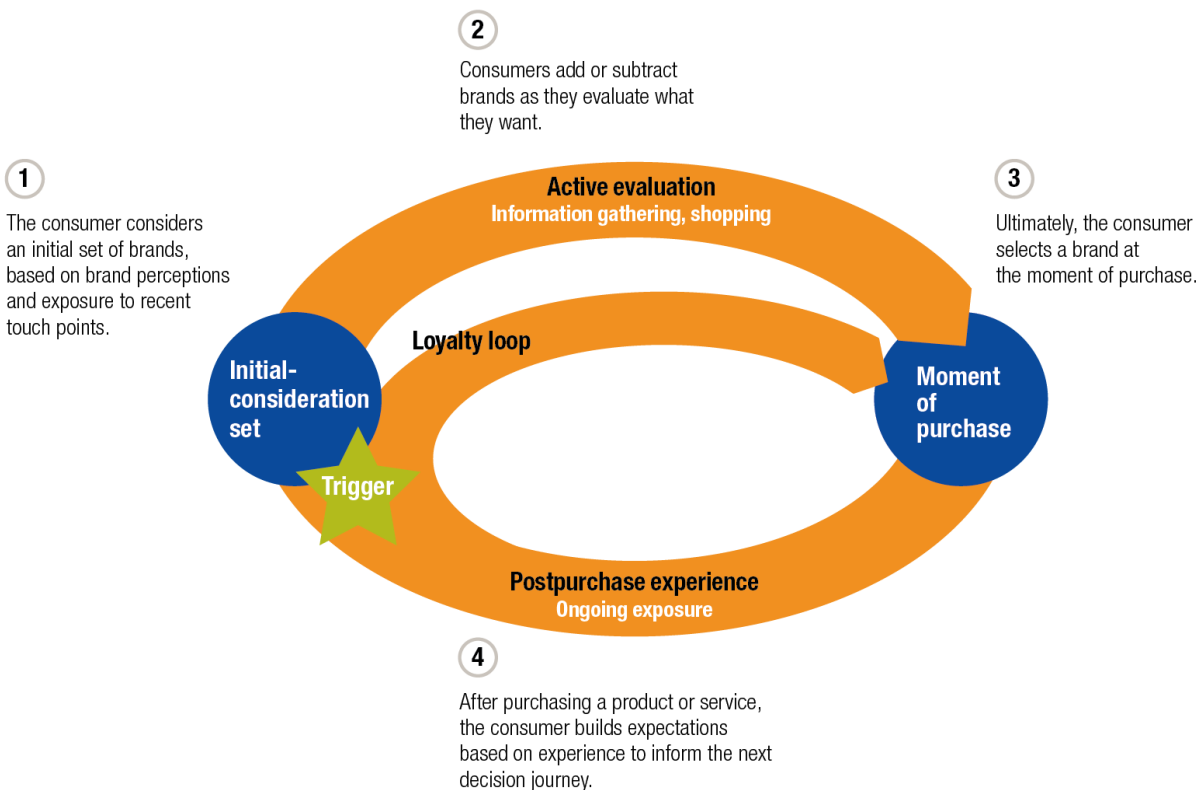 1
The consumer considers
an initial set of brands,
based on brand perceptions
and exposure to recent
touch points.
2
Consumers add or subtract
brands as they evaluate what
they want.
3
Ultimately, the consumer
selects a brand at
the moment of purchase.
Active evaluation
Information gathering, shopping
Loyalty loop
Initial-
consideration
set
Trigger
Moment
of
purchase
Postpurchase experience
Ongoing exposure
4
After purchasing a product or service,
the consumer builds expectations
based on experience to inform the next
decision journey.